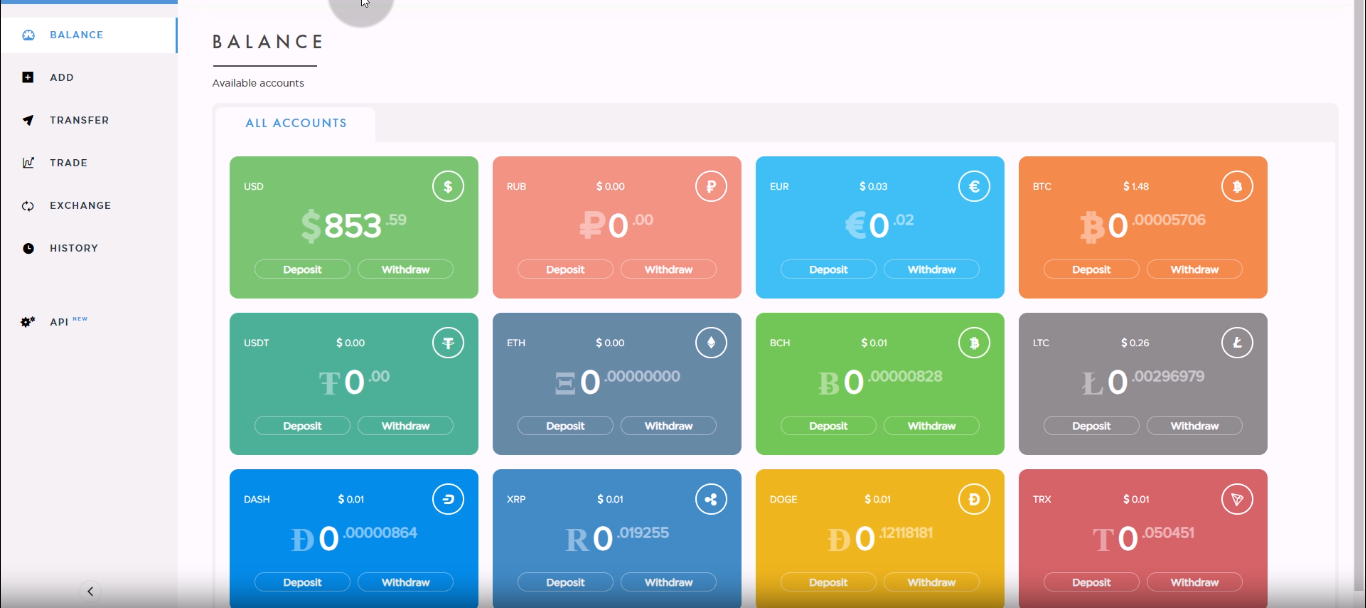 BALANCE
ADD
TRANSFER
TRADE
EXCHANGE
HISTORY
API NEW
BALANCE
Available accounts
ALL ACCOUNTS
USD
$853.59
Deposit Withdraw
RUB $ 0.00
₽0.00
Deposit Withdraw
EUR $ 0.03
€0.02
Deposit Withdraw
BTC $ 1.48
₿0.00005706
Deposit Withdraw
USDT $ 0.00
₮0.00
Deposit Withdraw
ETH $ 0.00
Ξ0.00000000
Deposit Withdraw
BCH $ 0.01
Ƀ0.00000828
Deposit Withdraw
LTC $ 0.26
Ł0.00296979
Deposit Withdraw
DASH $ 0.01
Đ0.00000864
Deposit Withdraw
XRP $ 0.01
R0.019255
Deposit Withdraw
DOGE $ 0.01
Đ0.12118181
Deposit Withdraw
TRX $ 0.01
T0.050451
Deposit Withdraw